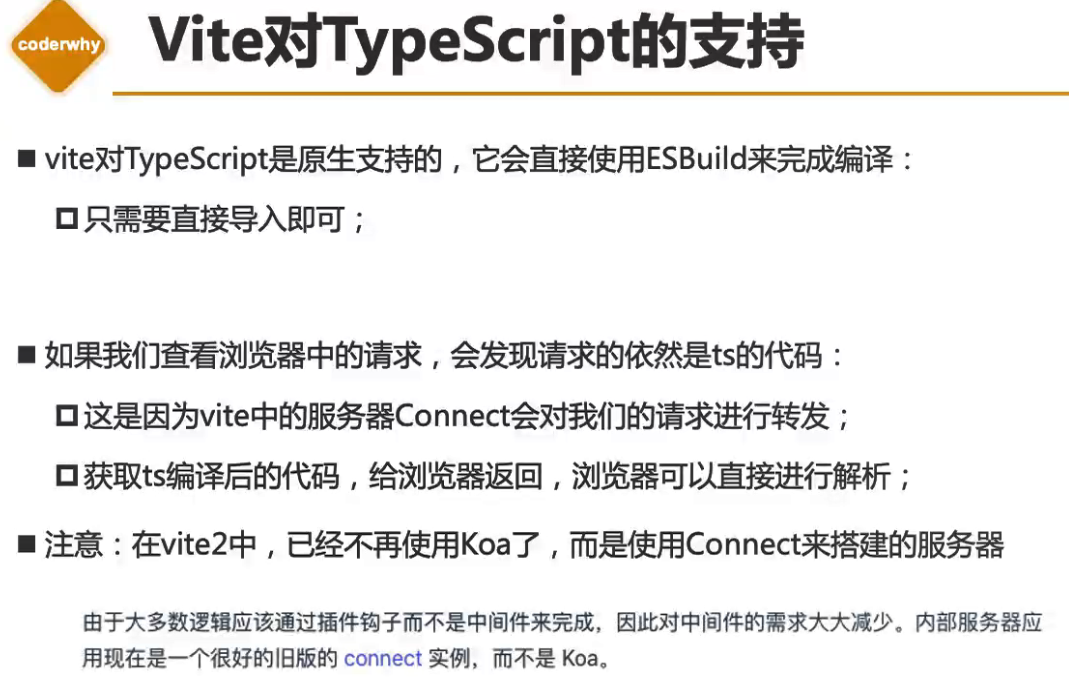 coderwhy
Vite对TypeScript的支持
vite对TypeScript是原生支持的，它会直接使用ESBuild来完成编译：
只需要直接导入即可；
如果我们查看浏览器中的请求，会发现请求的依然是ts的代码：
这是因为vite中的服务器Connect会对我们的请求进行转发；
获取ts编译后的代码，给浏览器返回，浏览器可以直接进行解析；
注意：在vite2中，已经不再使用Koa了，而是使用Connect来搭建的服务器
由于大多数逻辑应该通过插件钩子而不是中间件来完成，因此对中间件的需求大大减少。内部服务器应
用现在是一个很好的旧版的 connect 实例，而不是 Koa。